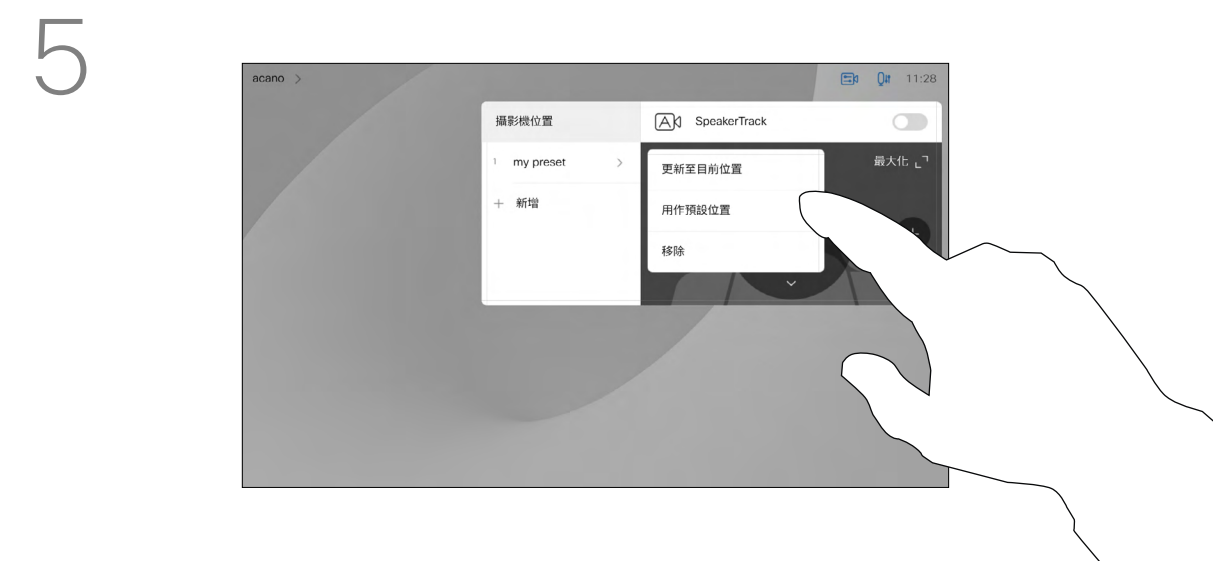 5
acano
11:28
攝影機位置
SpeakerTrack
1 my preset
更新至目前位置
最大化
+ 新增
用作預設位置
移除